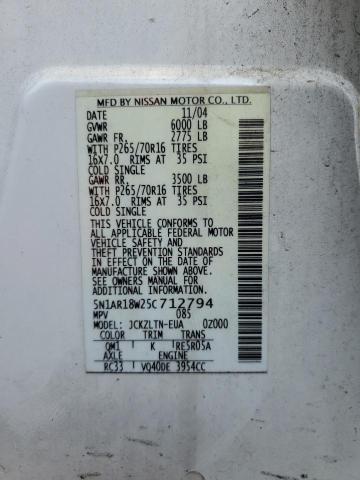 MFD BY NISSAN MOTOR CO., LTD.
DATE 11/04
GVWR 6000 LB
GAWR FR. 2775 LB
WITH P265/70R16 TIRES
16X7.0 RIMS AT 35 PSI
COLD SINGLE
GAWR RR. 3500 LB
WITH P265/70R16 TIRES
16X7.0 RIMS AT 35 PSI
COLD SINGLE
THIS VEHICLE CONFORMS TO
ALL APPLICABLE FEDERAL MOTOR
VEHICLE SAFETY AND
THEFT PREVENTION STANDARDS
IN EFFECT ON THE DATE OF
MANUFACTURE SHOWN ABOVE.
SEE OWNERS MANUAL FOR
ADDITIONAL INFORMATION.
5N1AR18W25C712794
MPV 085
MODEL: JCKZLTN-EUA 0Z000
COLOR TRIM TRANS
QM1 K RE5R05A
AXLE ENGINE
RC33 VQ40DE 3954CC